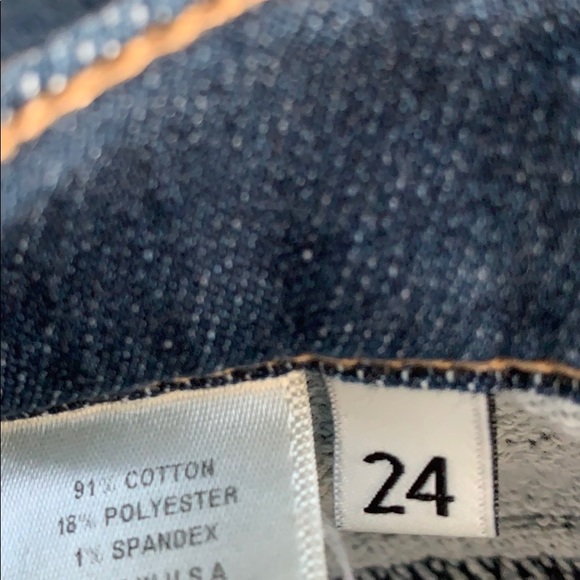 91% COTTON
18% POLYESTER
1% SPANDEX
U.S.A
24